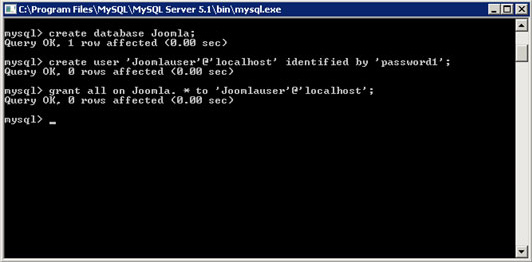 C:\Program Files\MySQL\MySQL Server 5.1\bin\mysql.exe
mysql> create database Joomla;
Query OK, 1 row affected (0.00 sec)
mysql> create user 'Joomlauser'@'localhost' identified by 'password1';
Query OK, 0 rows affected (0.00 sec)
mysql> grant all on Joomla. * to 'Joomlauser'@'localhost';
Query OK, 0 rows affected (0.00 sec)
mysql> _